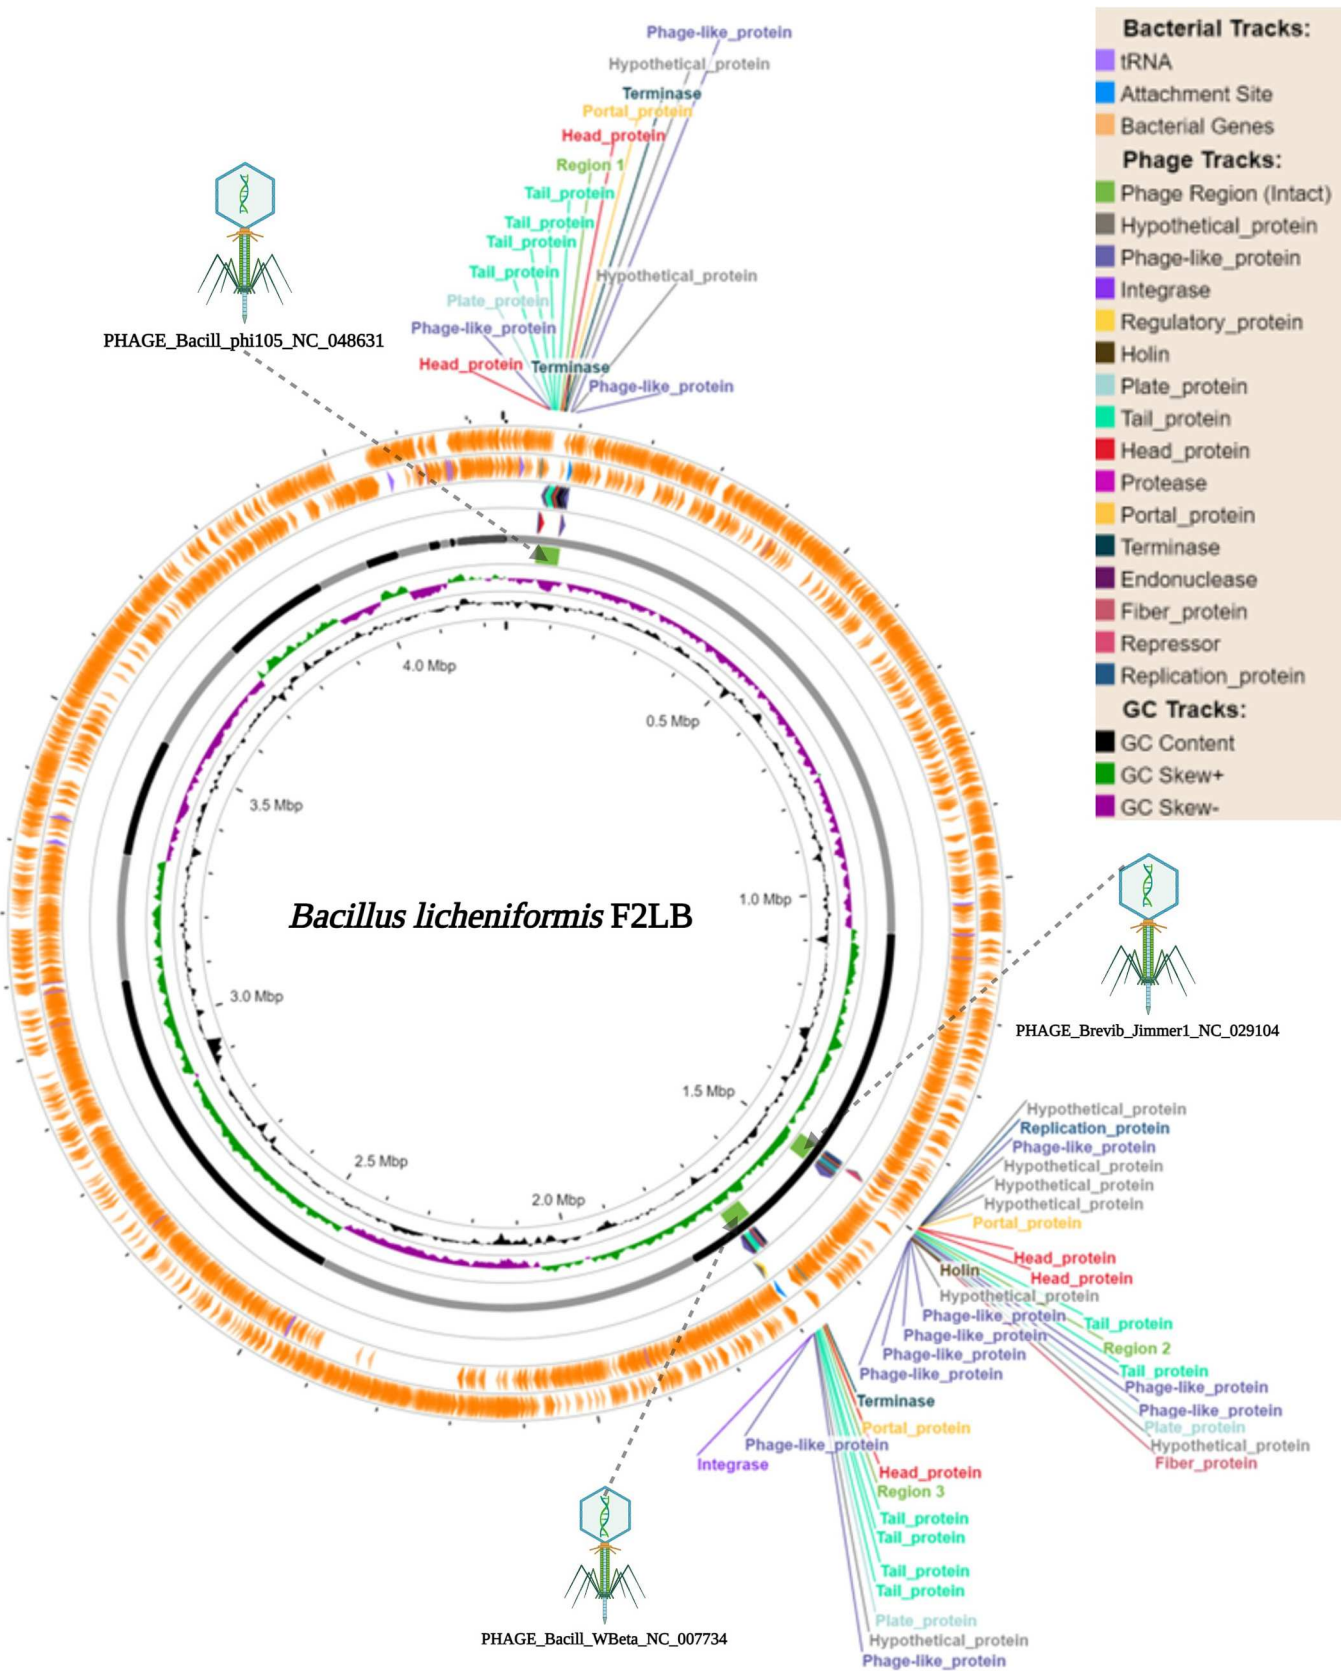 Phage-like_protein
Hypothetical_protein
Terminase
Portal_protein
Head_protein
Region 1
Tail_protein
Tail_protein
Tail_protein
Tail_protein
Hypothetical_protein
Plate_protein
Phage-like_protein
Head_protein
Terminase
Phage-like_protein
PHAGE_Bacill_phi105_NC_048631
Bacterial Tracks:
tRNA
Attachment Site
Bacterial Genes
Phage Tracks:
Phage Region (Intact)
Hypothetical_protein
Phage-like_protein
Integrase
Regulatory_protein
Holin
Plate_protein
Tail_protein
Head_protein
Protease
Portal_protein
Terminase
Endonuclease
Fiber_protein
Repressor
Replication_protein
GC Tracks:
GC Content
GC Skew+
GC Skew-
4.0 Mbp
0.5 Mbp
3.5 Mbp
1.0 Mbp
Bacillus licheniformis F2LB
3.0 Mbp
1.5 Mbp
2.5 Mbp
2.0 Mbp
PHAGE_Brevib_Jimmer1_NC_029104
Hypothetical_protein
Replication_protein
Phage-like_protein
Hypothetical_protein
Hypothetical_protein
Hypothetical_protein
Portal_protein
Head_protein
Holin
Head_protein
Hypothetical_protein
Phage-like_protein
Tail_protein
Phage-like_protein
Region 2
Phage-like_protein
Tail_protein
Phage-like_protein
Phage-like_protein
Phage-like_protein
Plate_protein
Hypothetical_protein
Fiber_protein
Terminase
Portal_protein
Phage-like_protein
Integrase
Head_protein
Region 3
Tail_protein
Tail_protein
Tail_protein
Tail_protein
Plate_protein
Hypothetical_protein
Phage-like_protein
PHAGE_Bacill_WBeta_NC_007734